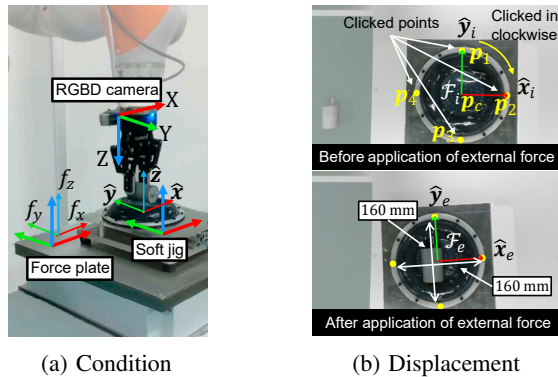 RGBD camera
X
Y
Z
ẑ
ŷ
x̂
f_z
f_y
f_x
Soft jig
Force plate
(a) Condition
Clicked points
Clicked in
clockwise
ŷ_i
p_1
F_i
x̂_i
p_c
p_2
p_4
p_3
Before application of external force
ŷ_e
160 mm
F_e
x̂_e
160 mm
After application of external force
(b) Displacement